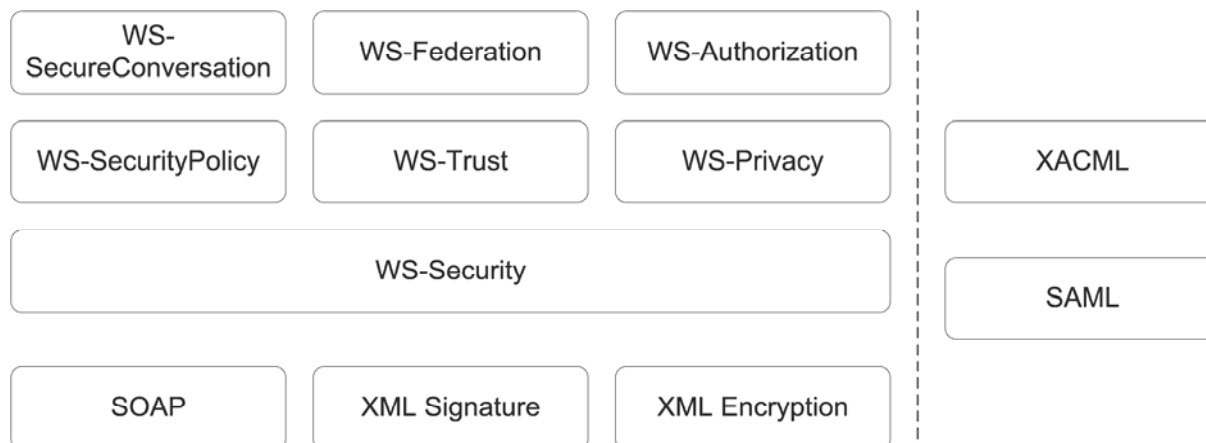 WS-
SecureConversation
WS-Federation
WS-Authorization
WS-SecurityPolicy
WS-Trust
WS-Privacy
XACML
WS-Security
SAML
SOAP
XML Signature
XML Encryption